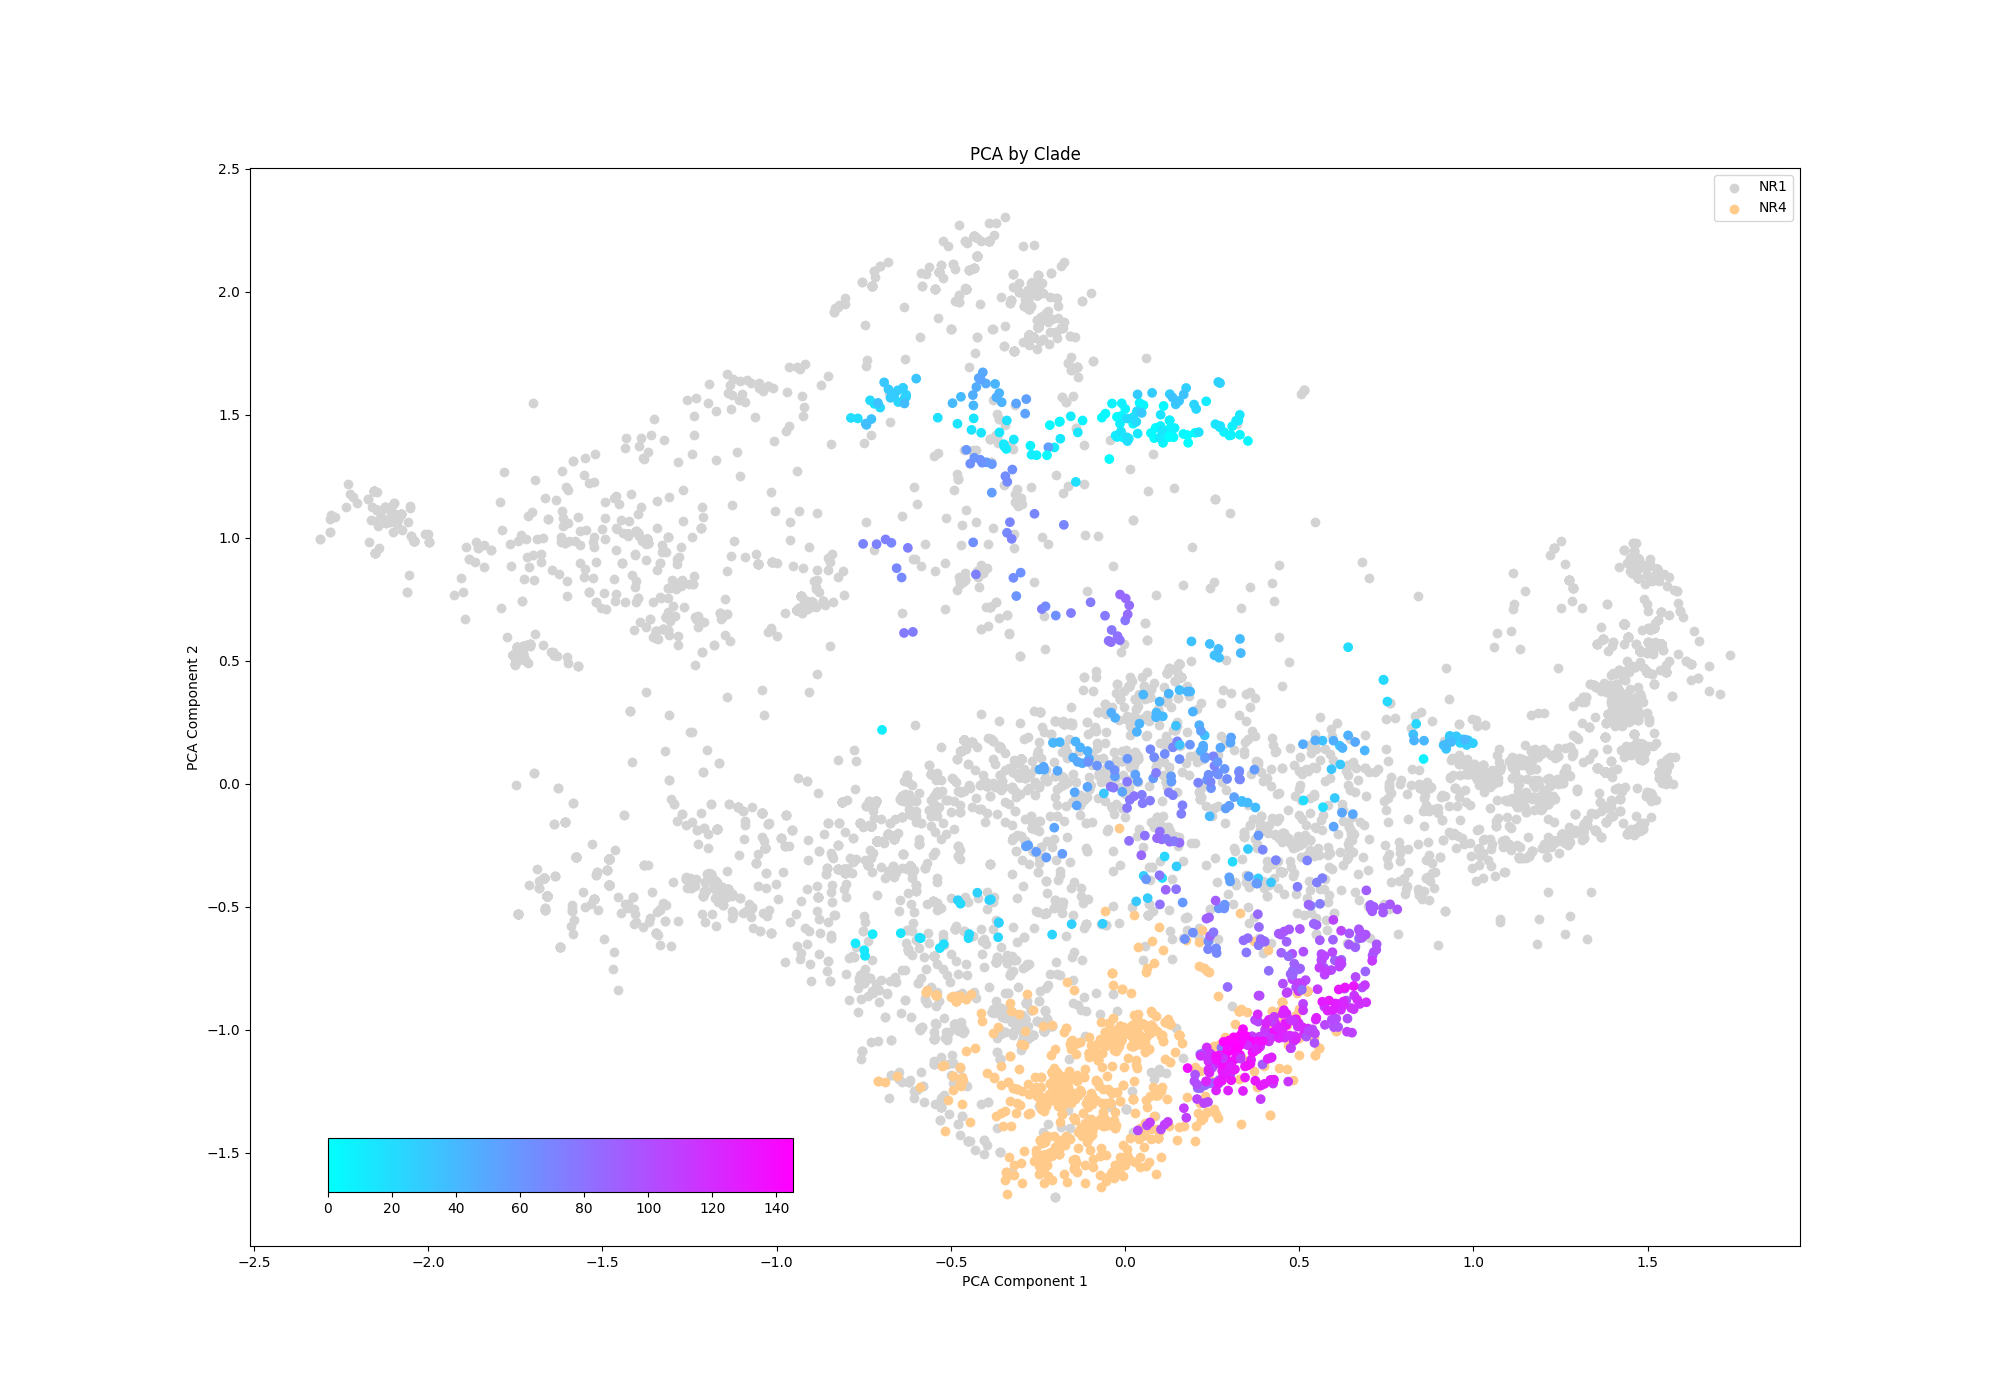 PCA by Clade
NR1
NR4
2.5
2.0
1.5
1.0
0.5
0.0
−0.5
−1.0
−1.5
PCA Component 2
0 20 40 60 80 100 120 140
−2.5 −2.0 −1.5 −1.0 −0.5 0.0 0.5 1.0 1.5
PCA Component 1